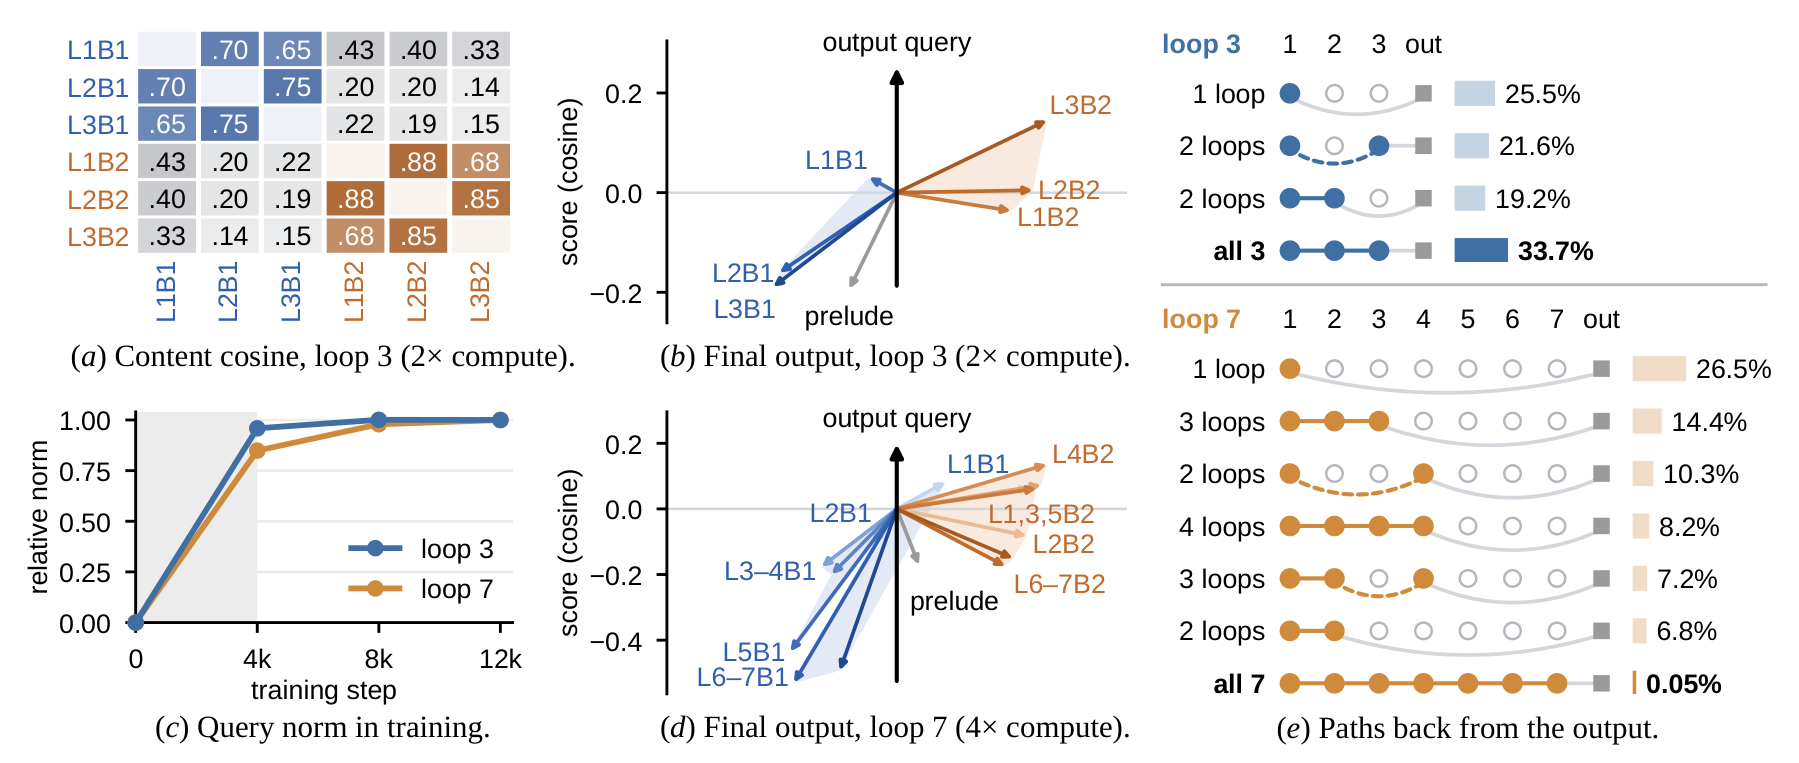 L1B1 .70 .65 .43 .40 .33
L2B1 .70 .75 .20 .20 .14
L3B1 .65 .75 .22 .19 .15
L1B2 .43 .20 .22 .88 .68
L2B2 .40 .20 .19 .88 .85
L3B2 .33 .14 .15 .68 .85
L1B1 L2B1 L3B1 L1B2 L2B2 L3B2
(a) Content cosine, loop 3 (2× compute).
output query
score (cosine)
0.2
0.0
−0.2
L3B2
L1B1
L2B2
L1B2
L2B1
L3B1
prelude
(b) Final output, loop 3 (2× compute).
relative norm
1.00
0.75
0.50
0.25
0.00
loop 3
loop 7
0 4k 8k 12k
training step
(c) Query norm in training.
output query
score (cosine)
0.2
0.0
−0.2
−0.4
L1B1
L4B2
L2B1
L1,3,5B2
L2B2
L3–4B1
L6–7B2
prelude
L5B1
L6–7B1
(d) Final output, loop 7 (4× compute).
loop 3 1 2 3 out
1 loop 25.5%
2 loops 21.6%
2 loops 19.2%
all 3 33.7%
loop 7 1 2 3 4 5 6 7 out
1 loop 26.5%
3 loops 14.4%
2 loops 10.3%
4 loops 8.2%
3 loops 7.2%
2 loops 6.8%
all 7 0.05%
(e) Paths back from the output.